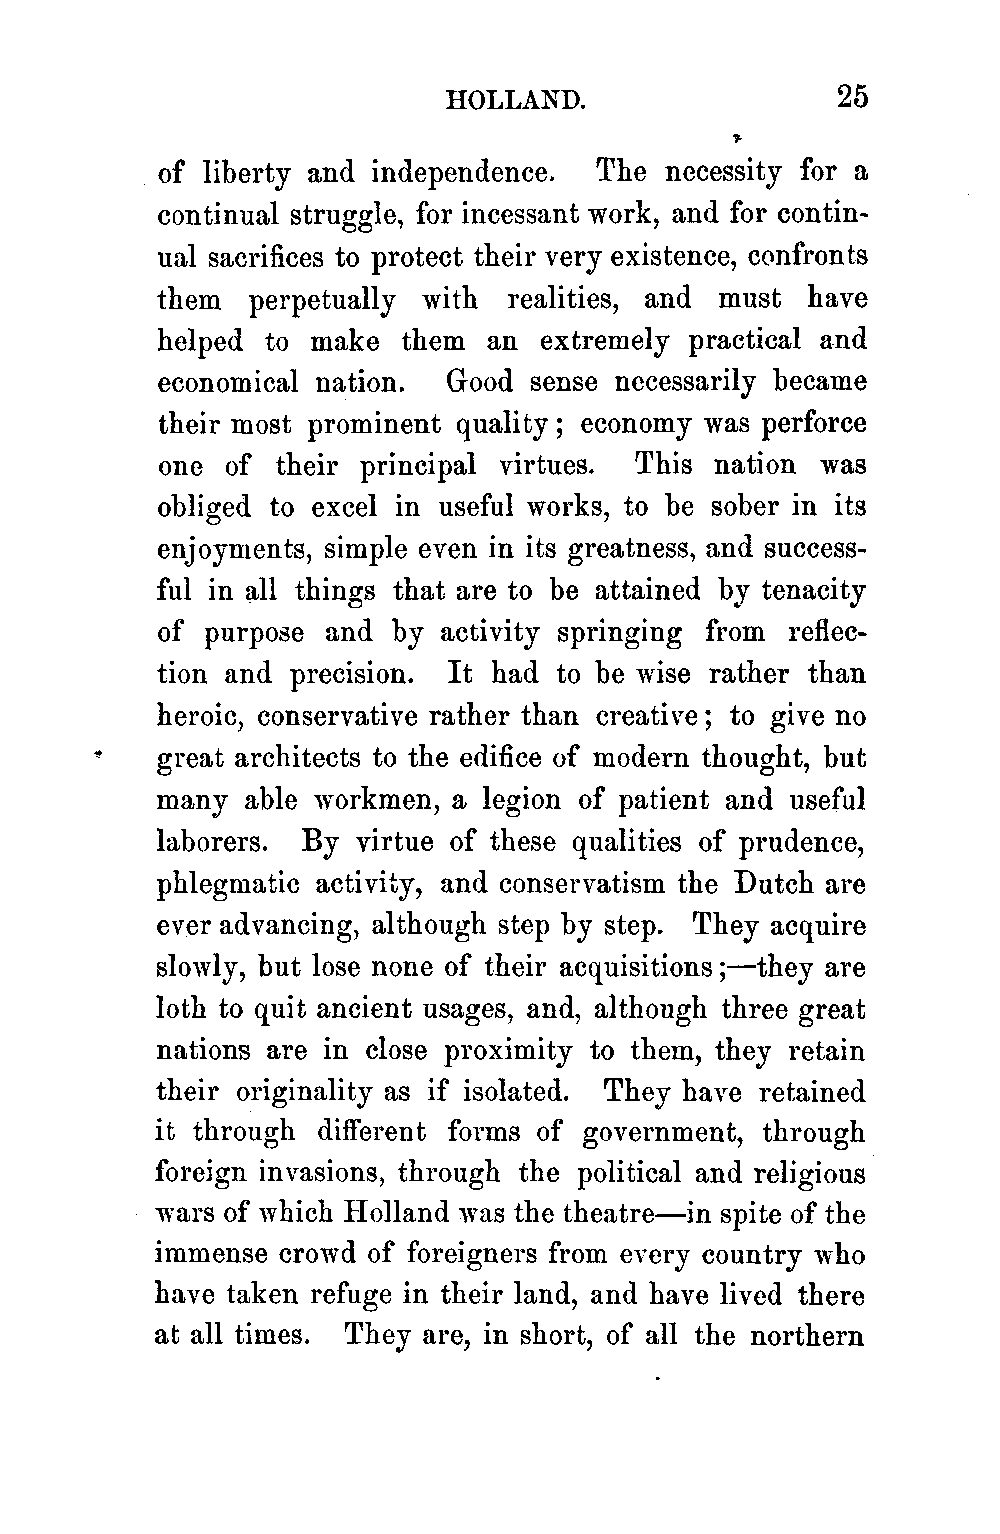 HOLLAND. 25
of liberty and independence. The necessity for a
continual struggle, for incessant work, and for contin-
ual sacrifices to protect their very existence, confronts
them perpetually with realities, and must have
helped to make them an extremely practical and
economical nation. Good sense necessarily became
their most prominent quality; economy was perforce
one of their principal virtues. This nation was
obliged to excel in useful works, to be sober in its
enjoyments, simple even in its greatness, and success-
ful in all things that are to be attained by tenacity
of purpose and by activity springing from reflec-
tion and precision. It had to be wise rather than
heroic, conservative rather than creative; to give no
great architects to the edifice of modern thought, but
many able workmen, a legion of patient and useful
laborers. By virtue of these qualities of prudence,
phlegmatic activity, and conservatism the Dutch are
ever advancing, although step by step. They acquire
slowly, but lose none of their acquisitions;—they are
loth to quit ancient usages, and, although three great
nations are in close proximity to them, they retain
their originality as if isolated. They have retained
it through different forms of government, through
foreign invasions, through the political and religious
wars of which Holland was the theatre—in spite of the
immense crowd of foreigners from every country who
have taken refuge in their land, and have lived there
at all times. They are, in short, of all the northern